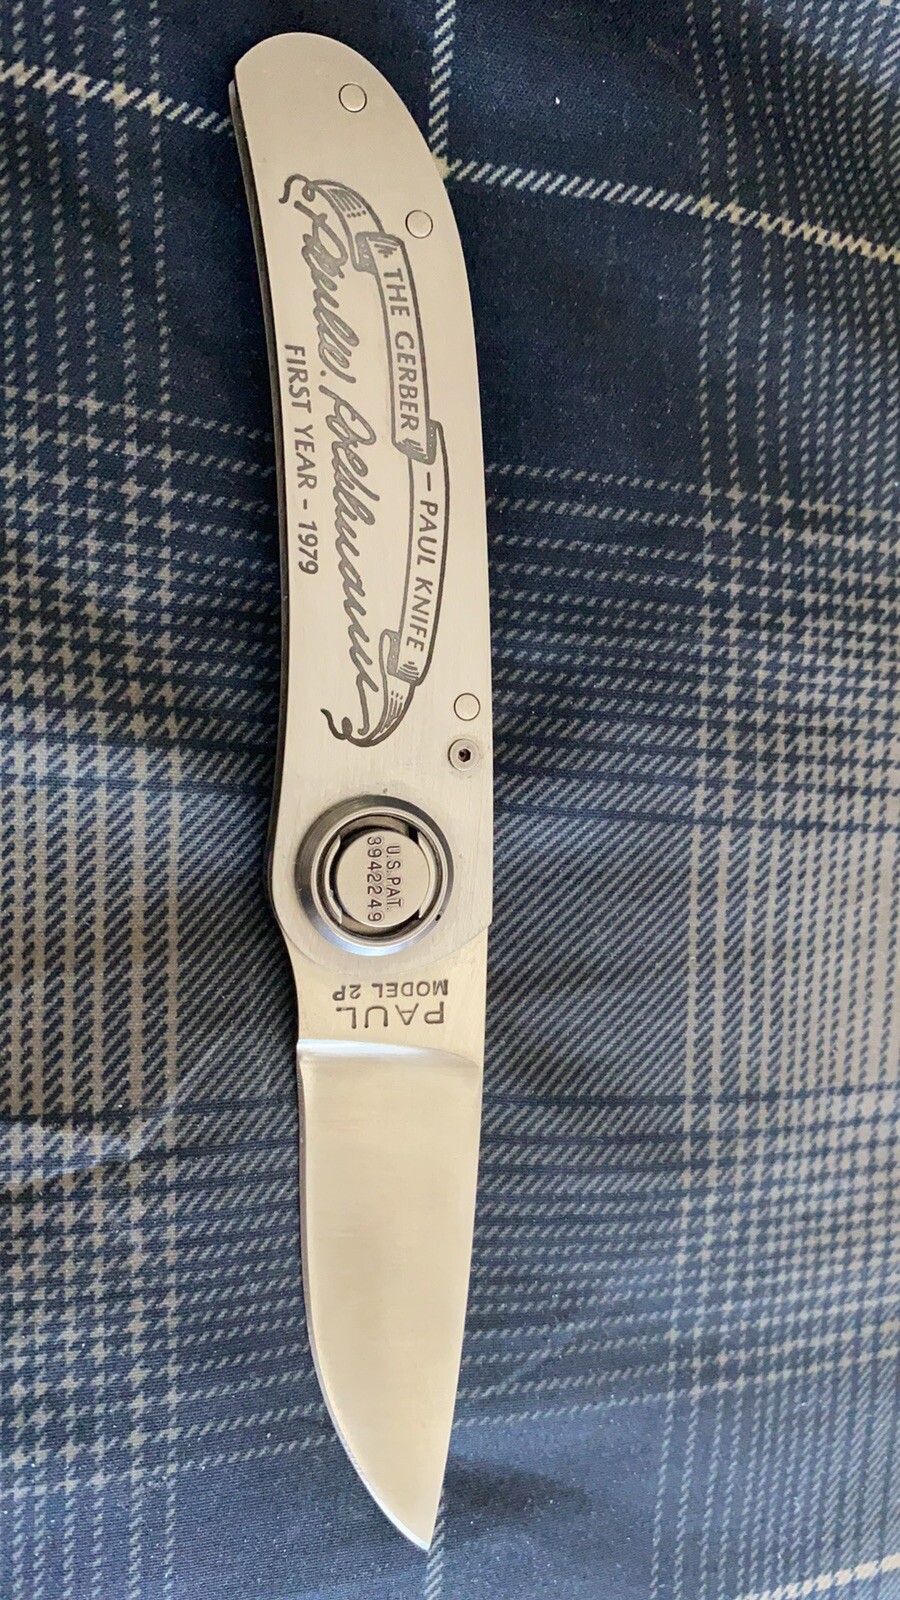 THE GERBER – PAUL KNIFE
FIRST YEAR – 1979
U.S.PAT.
3942249
PAUL
MODEL 2P